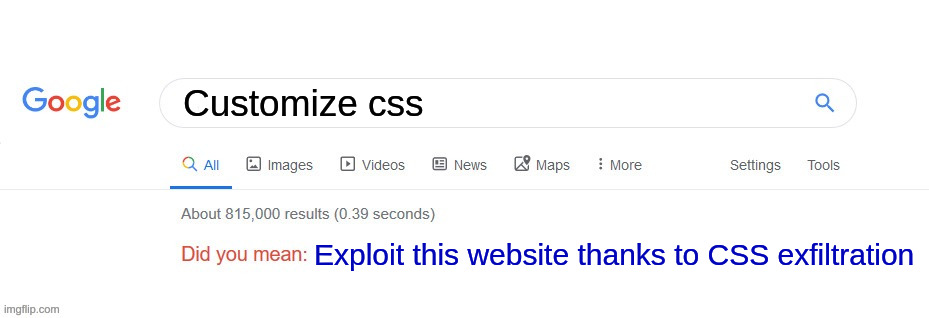 Google Customize css
All Images Videos News Maps More Settings Tools
About 815,000 results (0.39 seconds)
Did you mean: Exploit this website thanks to CSS exfiltration
imgflip.com